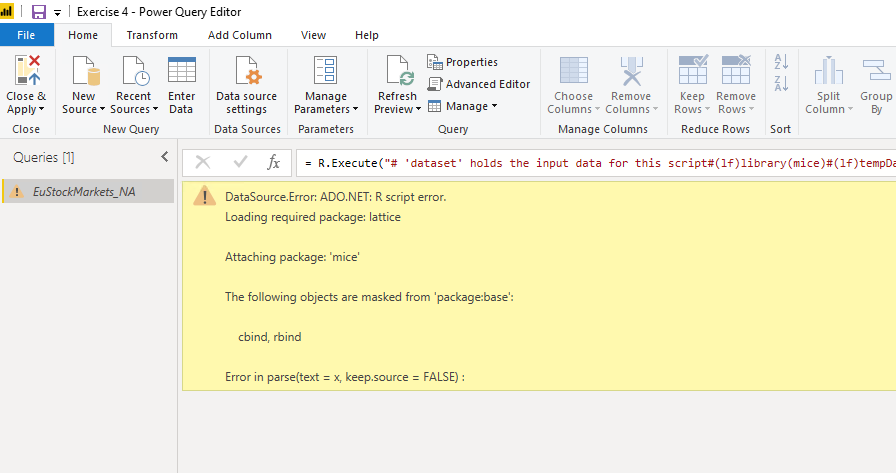 Exercise 4 - Power Query Editor
File Home Transform Add Column View Help
Close & Apply
New Source
Recent Sources
Enter Data
Data source settings
Manage Parameters
Refresh Preview
Properties
Advanced Editor
Manage
Choose Columns
Remove Columns
Keep Rows
Remove Rows
A Z
Z A
Split Column
Group By
Close
New Query
Data Sources
Parameters
Query
Manage Columns
Reduce Rows
Sort
Queries [1]
fx
= R.Execute("# 'dataset' holds the input data for this script#(lf)library(mice)#(lf)tempDa
EuStockMarkets_NA
DataSource.Error: ADO.NET: R script error.
Loading required package: lattice
Attaching package: 'mice'
The following objects are masked from 'package:base':
cbind, rbind
Error in parse(text = x, keep.source = FALSE) :